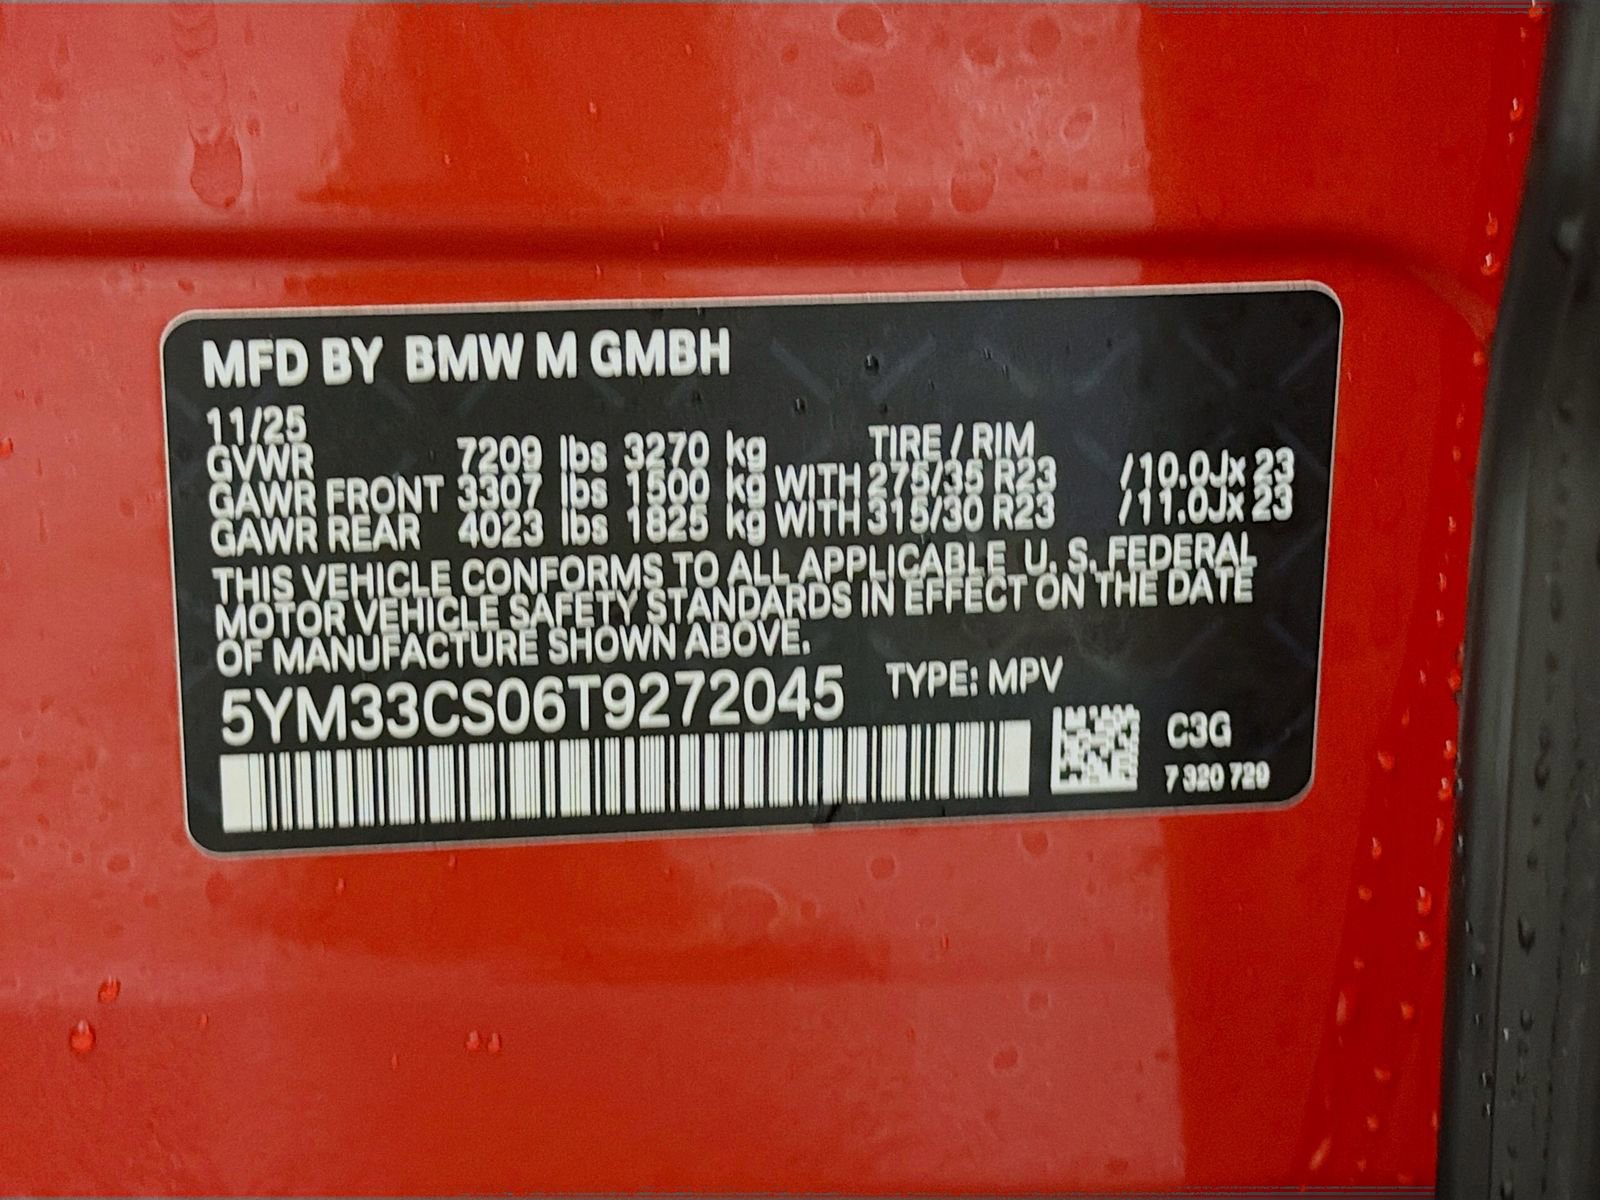 MFD BY BMW M GMBH
11/25
GVWR 7209 lbs 3270 kg TIRE / RIM
GAWR FRONT 3307 lbs 1500 kg WITH 275/35 R23 /10.0Jx 23
GAWR REAR 4023 lbs 1825 kg WITH 315/30 R23 /11.0Jx 23
THIS VEHICLE CONFORMS TO ALL APPLICABLE U. S. FEDERAL
MOTOR VEHICLE SAFETY STANDARDS IN EFFECT ON THE DATE
OF MANUFACTURE SHOWN ABOVE.
5YM33CS06T9272045 TYPE: MPV
C3G
7 320 729